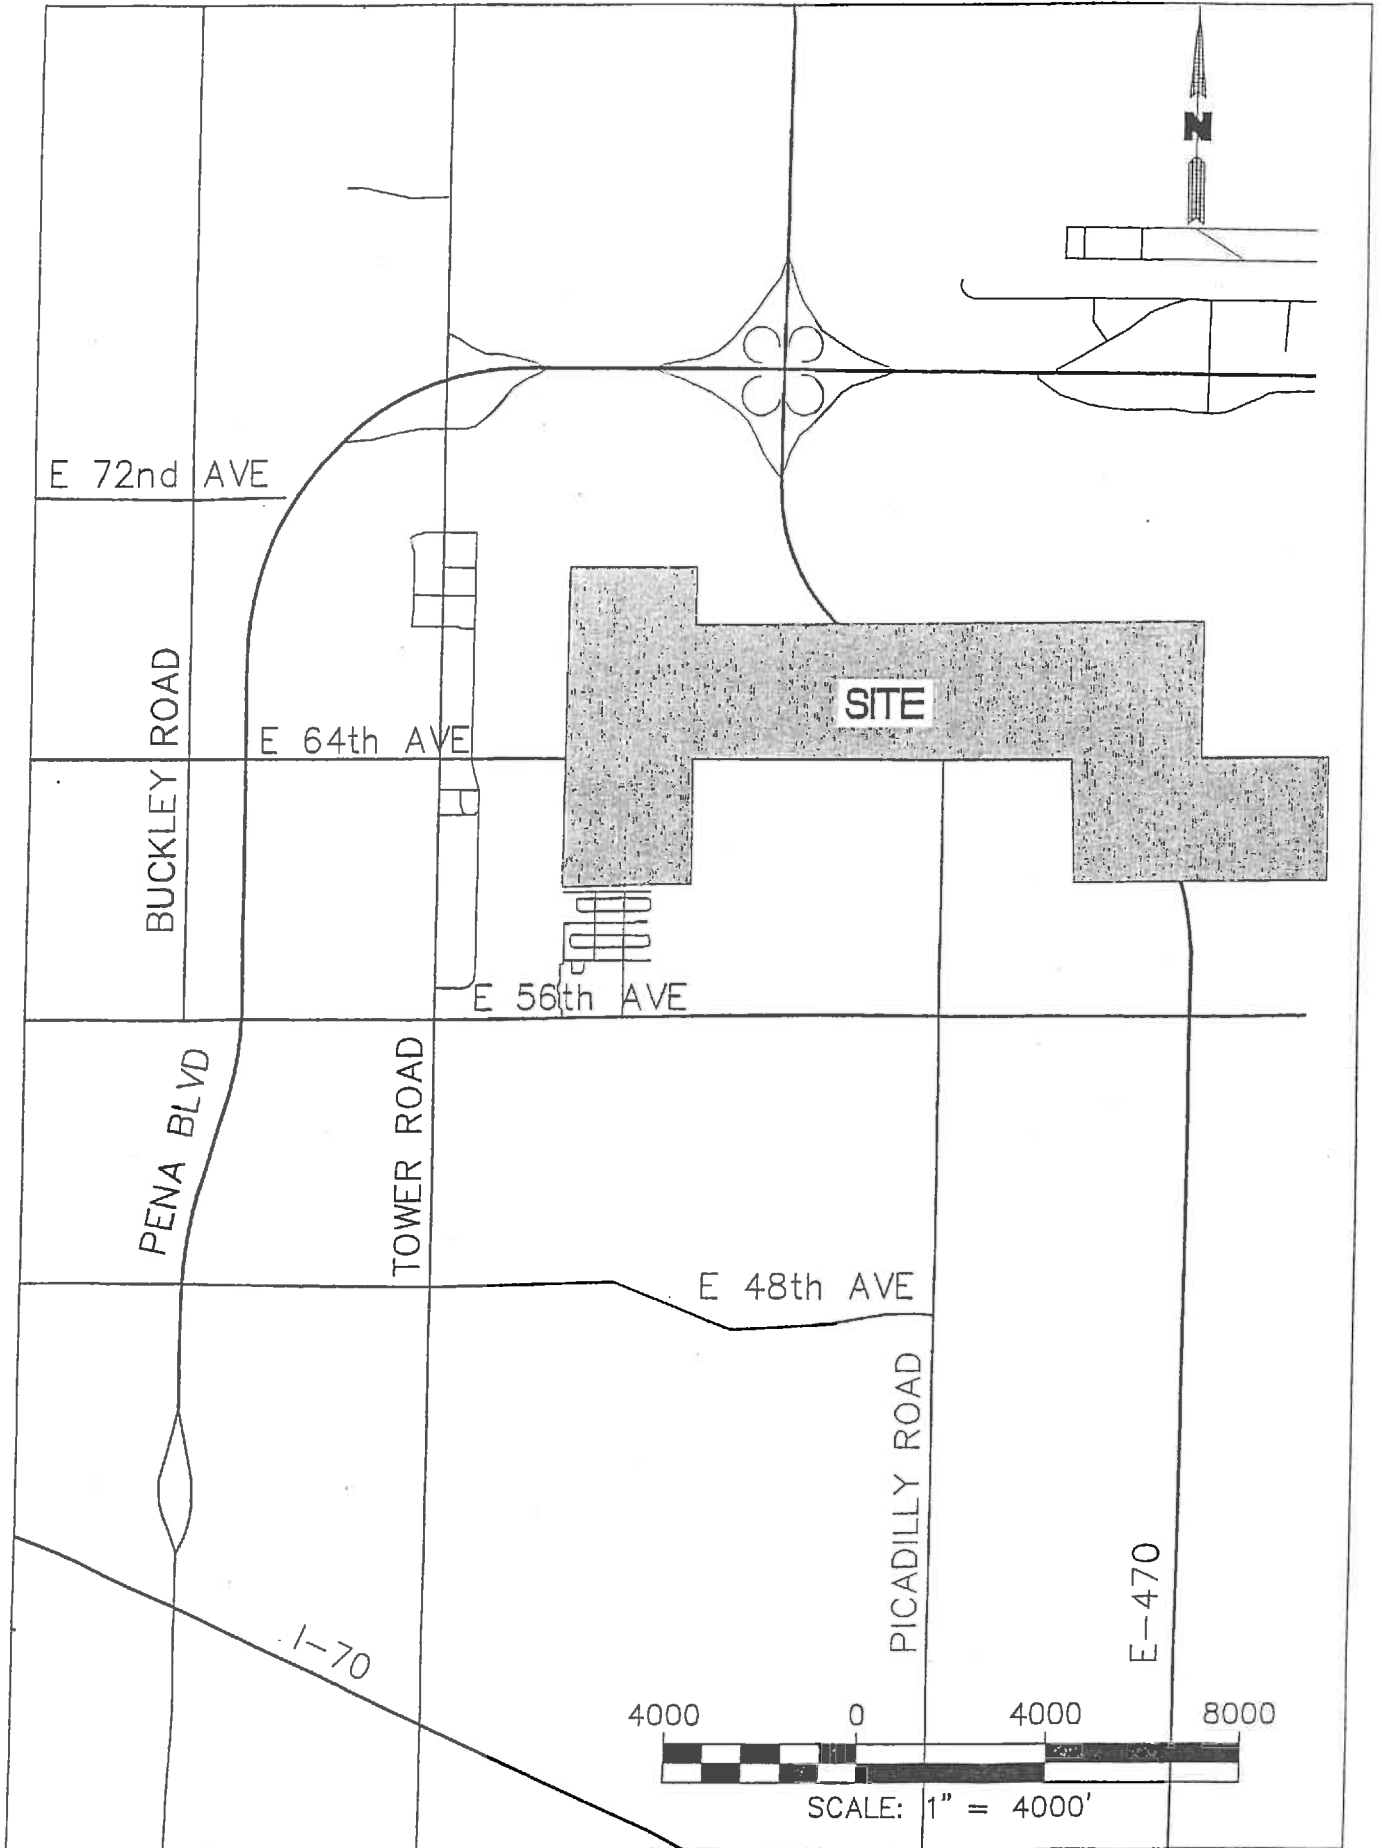 N
E 72nd AVE
SITE
BUCKLEY ROAD
E 64th AVE
E 56th AVE
PENA BLVD
TOWER ROAD
E 48th AVE
PICADILLY ROAD
E-470
I-70
4000 0 4000 8000
SCALE: 1" = 4000'